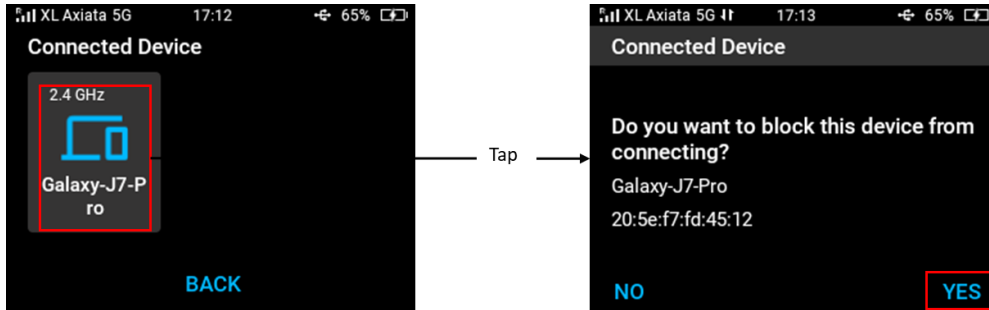 XL Axiata 5G 17:12 65%
Connected Device
2.4 GHz
Galaxy-J7-P
ro
BACK
Tap
XL Axiata 5G 17:13 65%
Connected Device
Do you want to block this device from
connecting?
Galaxy-J7-Pro
20:5e:f7:fd:45:12
NO YES